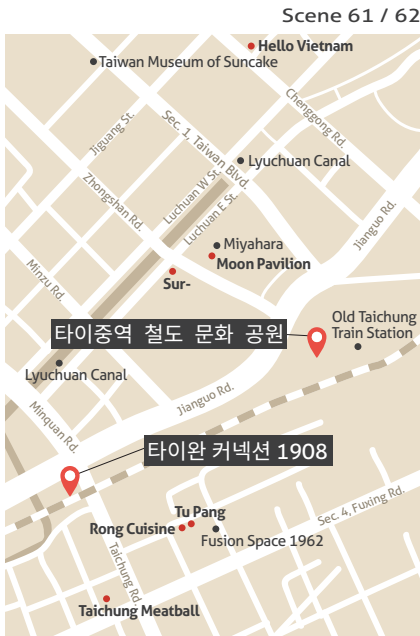 Scene 61 / 62
Hello Vietnam
Taiwan Museum of Suncake
Chenggong Rd.
Jiguang St.
Sec. 1, Taiwan Blvd.
Lyuchuan Canal
Zhongshan Rd.
Luchuan W St.
Luchuan E St.
Jianguo Rd.
Miyahara
Moon Pavilion
Minzu Rd.
Sur-
Old Taichung
Train Station
타이중역 철도 문화 공원
Lyuchuan Canal
Jianguo Rd.
Minquan Rd.
타이완 커넥션 1908
Sec. 4, Fuxing Rd.
Tu Pang
Rong Cuisine
Fusion Space 1962
Taichung Rd.
Taichung Meatball